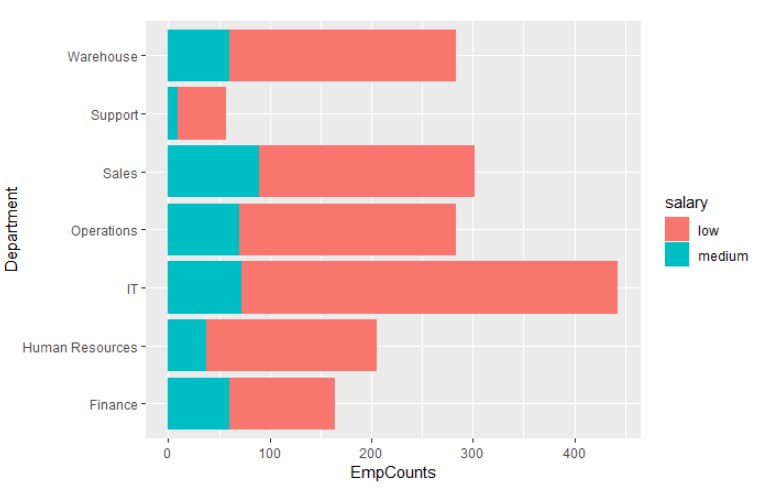 Department
Warehouse
Support
Sales
Operations
IT
Human Resources
Finance
0 100 200 300 400
EmpCounts
salary
low
medium